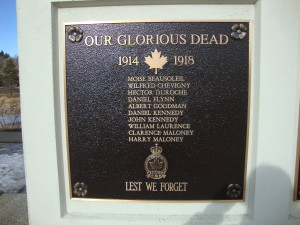 OUR GLORIOUS DEAD
1914 1918
MOISE BEAUSOLEIL
WILFRED CHEVIGNY
HECTOR DUROCHE
DANIEL FLYNN
ALBERT GOODMAN
DANIEL KENNEDY
JOHN KENNEDY
WILLIAM LAURENCE
CLARENCE MALONEY
HARRY MALONEY
LEST WE FORGET